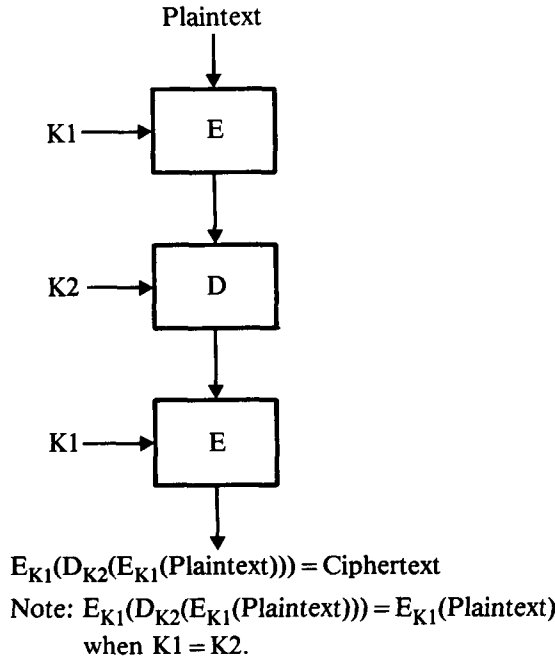 Plaintext
K1
E
K2
D
K1
E
E_K1(D_K2(E_K1(Plaintext))) = Ciphertext
Note: E_K1(D_K2(E_K1(Plaintext))) = E_K1(Plaintext)
when K1 = K2.